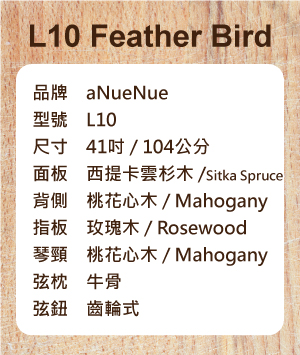 L10 Feather Bird
品牌 aNueNue
型號 L10
尺寸 41吋 / 104公分
面板 西提卡雲杉木 /Sitka Spruce
背側 桃花心木 / Mahogany
指板 玫瑰木 / Rosewood
琴頸 桃花心木 / Mahogany
弦枕 牛骨
弦鈕 齒輪式